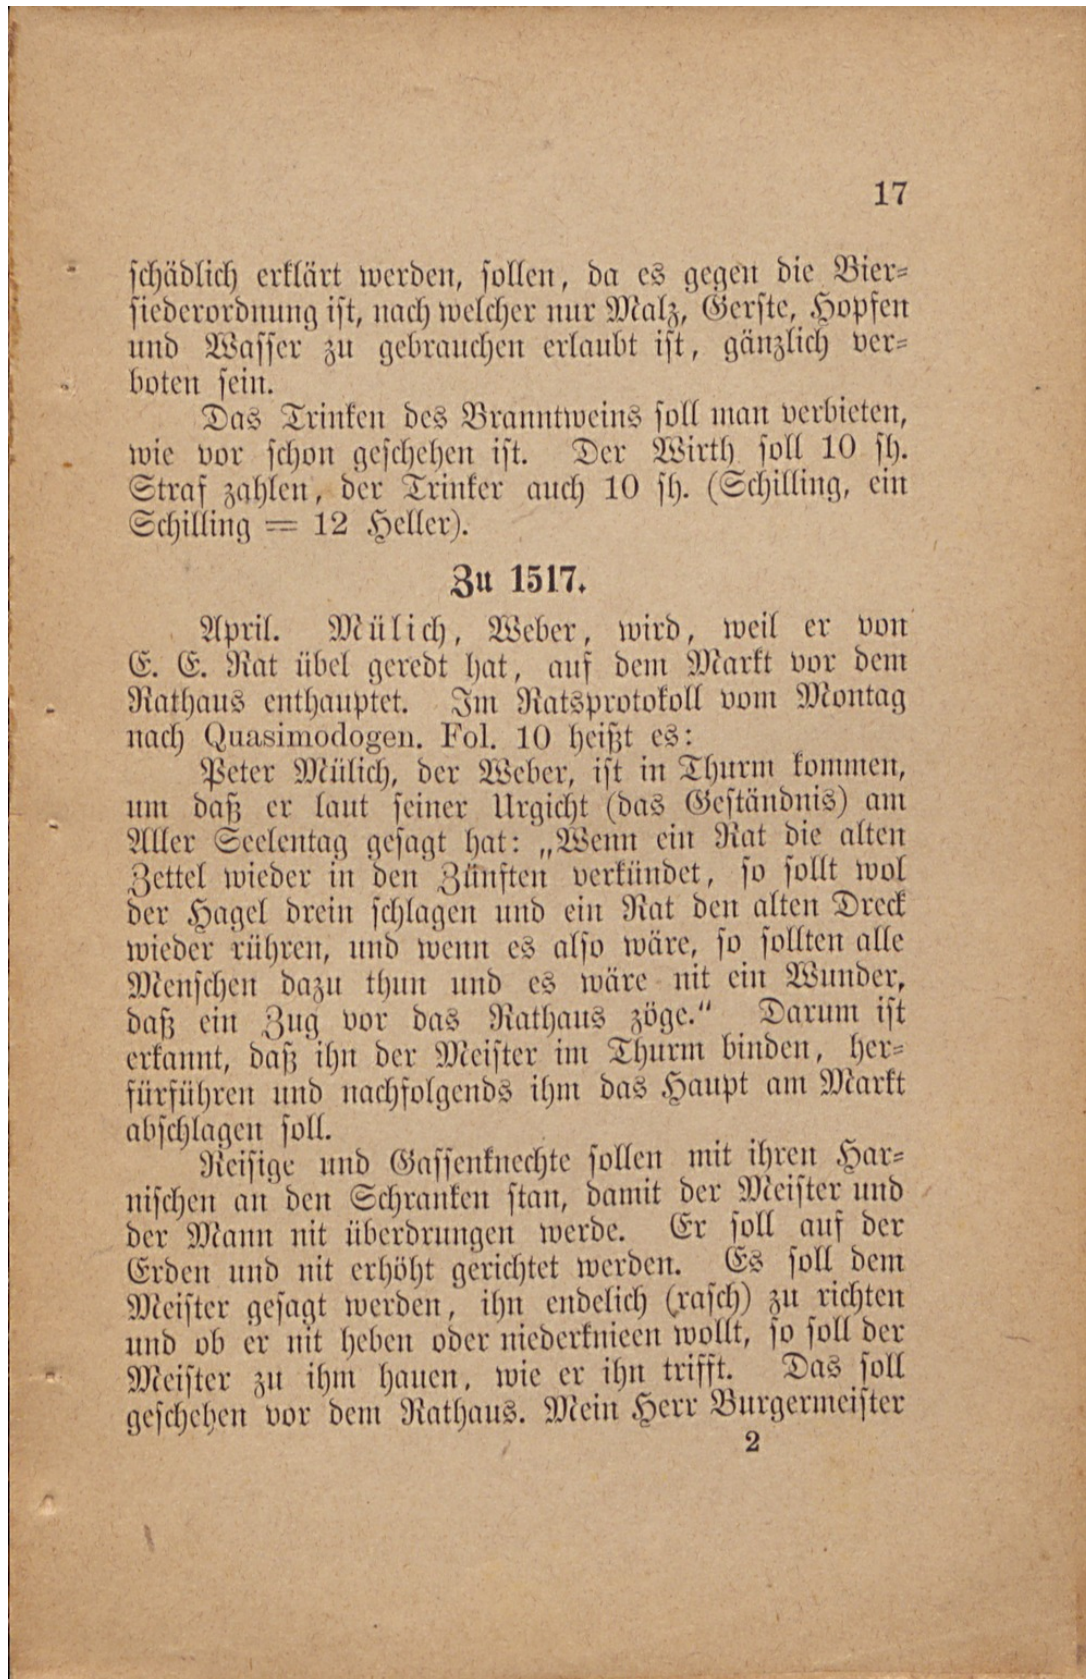 17
schädlich erklärt werden, sollen, da es gegen die Bier-
siederordnung ist, nach welcher nur Malz, Gerste, Hopfen
und Wasser zu gebrauchen erlaubt ist, gänzlich ver-
boten sein.
Das Trinken des Branntweins soll man verbieten,
wie vor schon geschehen ist. Der Wirth soll 10 sh.
Straf zahlen, der Trinker auch 10 sh. (Schilling, ein
Schilling = 12 Heller).
Zu 1517.
April. Mülich, Weber, wird, weil er von
E. E. Rat übel geredt hat, auf dem Markt vor dem
Rathaus enthauptet. Im Ratsprotokoll vom Montag
nach Quasimodogen. Fol. 10 heißt es:
Peter Mülich, der Weber, ist in Thurm kommen,
um daß er laut seiner Urgicht (das Geständnis) am
Aller Seelentag gesagt hat: „Wenn ein Rat die alten
Zettel wieder in den Zünften verkündet, so sollt wol
der Hagel drein schlagen und ein Rat den alten Dreck
wieder rühren, und wenn es also wäre, so sollten alle
Menschen dazu thun und es wäre nit ein Wunder,
daß ein Zug vor das Rathaus zöge.“ Darum ist
erkannt, daß ihn der Meister im Thurm binden, her-
fürführen und nachfolgends ihm das Haupt am Markt
abschlagen soll.
Reisige und Gassenknechte sollen mit ihren Har-
nischen an den Schranken stan, damit der Meister und
der Mann nit überdrungen werde. Er soll auf der
Erden und nit erhöht gerichtet werden. Es soll dem
Meister gesagt werden, ihn endelich (rasch) zu richten
und ob er nit heben oder niederknieen wollt, so soll der
Meister zu ihm hauen, wie er ihn trifft. Das soll
geschehen vor dem Rathaus. Mein Herr Burgermeister
2